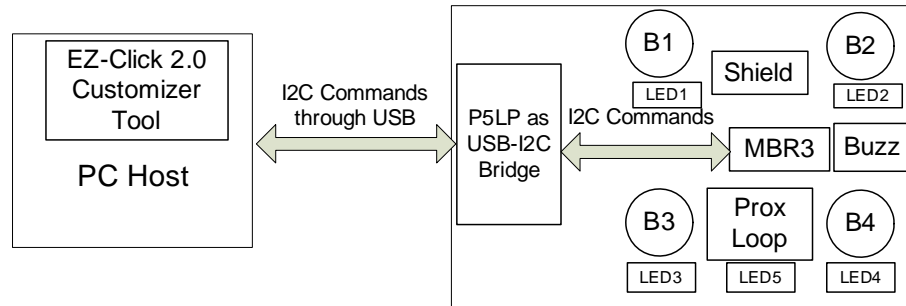 EZ-Click 2.0
Customizer
Tool
PC Host
I2C Commands
through USB
P5LP as
USB-I2C
Bridge
I2C Commands
B1
LED1
Shield
B2
LED2
MBR3
Buzz
B3
LED3
Prox
Loop
LED5
B4
LED4